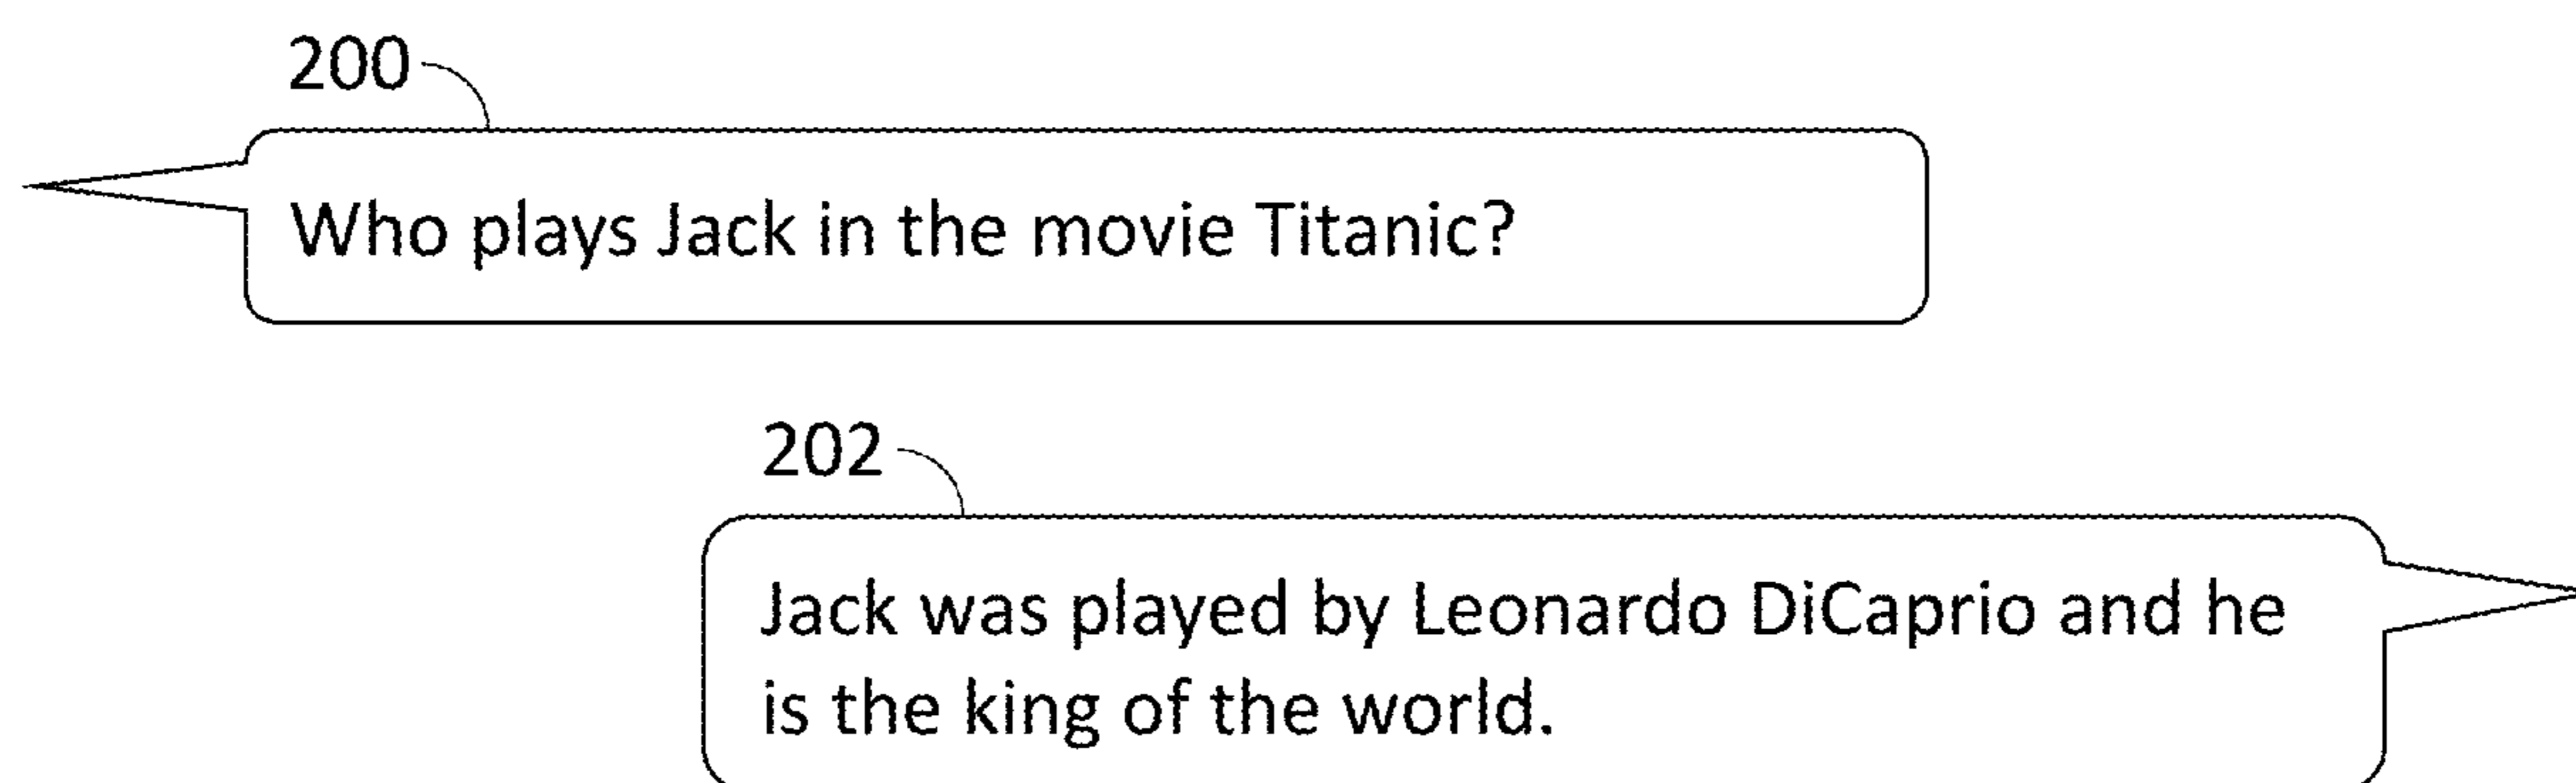 200
Who plays Jack in the movie Titanic?
202
Jack was played by Leonardo DiCaprio and he
is the king of the world.